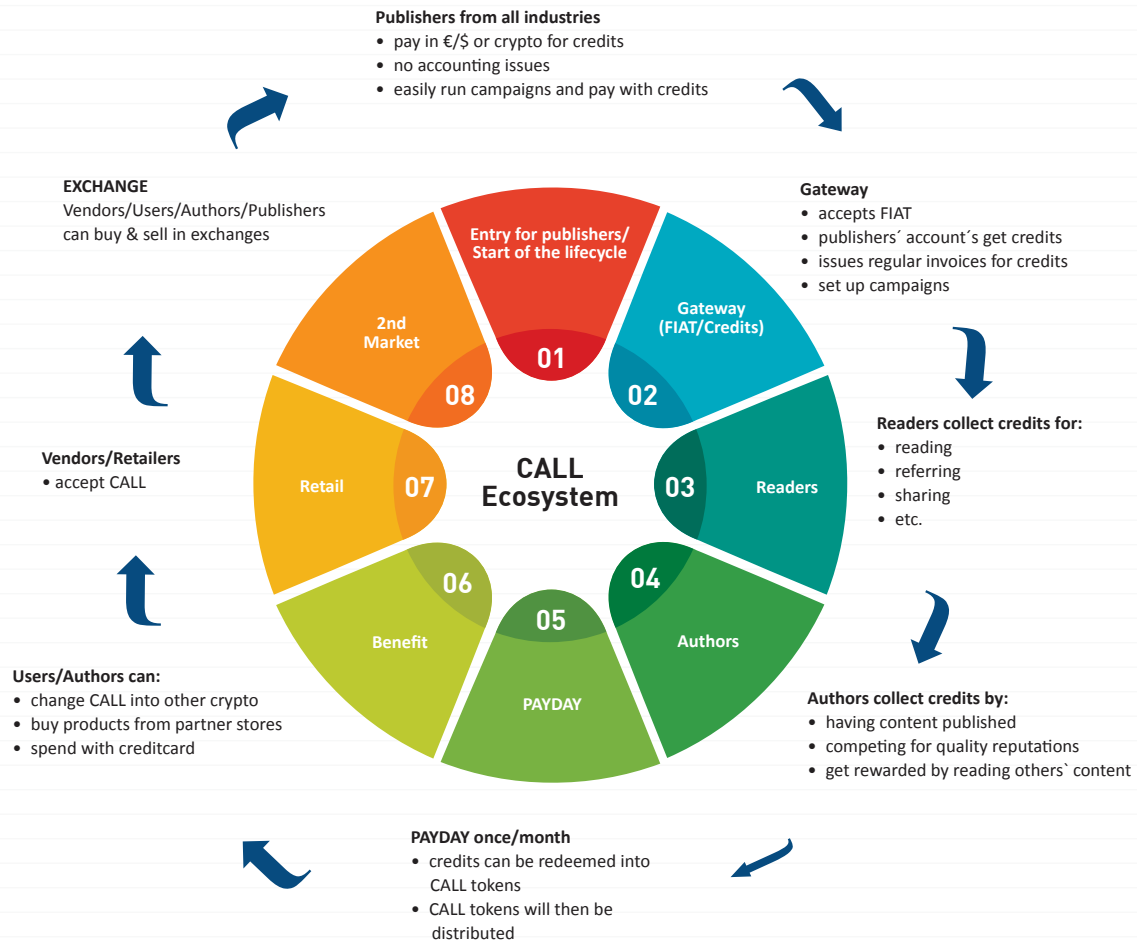 Publishers from all industries
• pay in €/$ or crypto for credits
• no accounting issues
• easily run campaigns and pay with credits
EXCHANGE
Vendors/Users/Authors/Publishers
can buy & sell in exchanges
Gateway
• accepts FIAT
• publishers´ account´s get credits
• issues regular invoices for credits
• set up campaigns
Entry for publishers/
Start of the lifecycle
01
Gateway
(FIAT/Credits)
02
2nd
Market
08
Vendors/Retailers
• accept CALL
Retail
07
CALL
Ecosystem
03
Readers
Readers collect credits for:
• reading
• referring
• sharing
• etc.
06
Benefit
05
PAYDAY
04
Authors
Users/Authors can:
• change CALL into other crypto
• buy products from partner stores
• spend with creditcard
Authors collect credits by:
• having content published
• competing for quality reputations
• get rewarded by reading others` content
PAYDAY once/month
• credits can be redeemed into
CALL tokens
• CALL tokens will then be
distributed